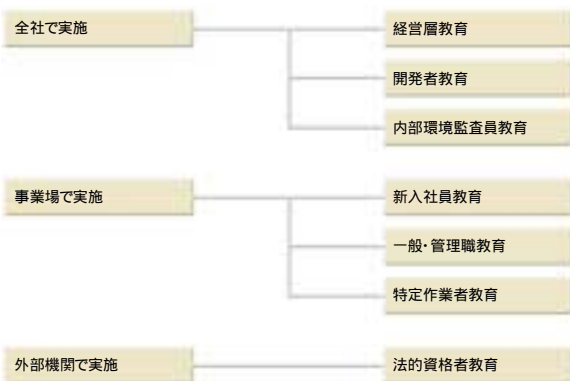 全社で実施
経営層教育
開発者教育
内部環境監査員教育
事業場で実施
新入社員教育
一般・管理職教育
特定作業者教育
外部機関で実施
法的資格者教育